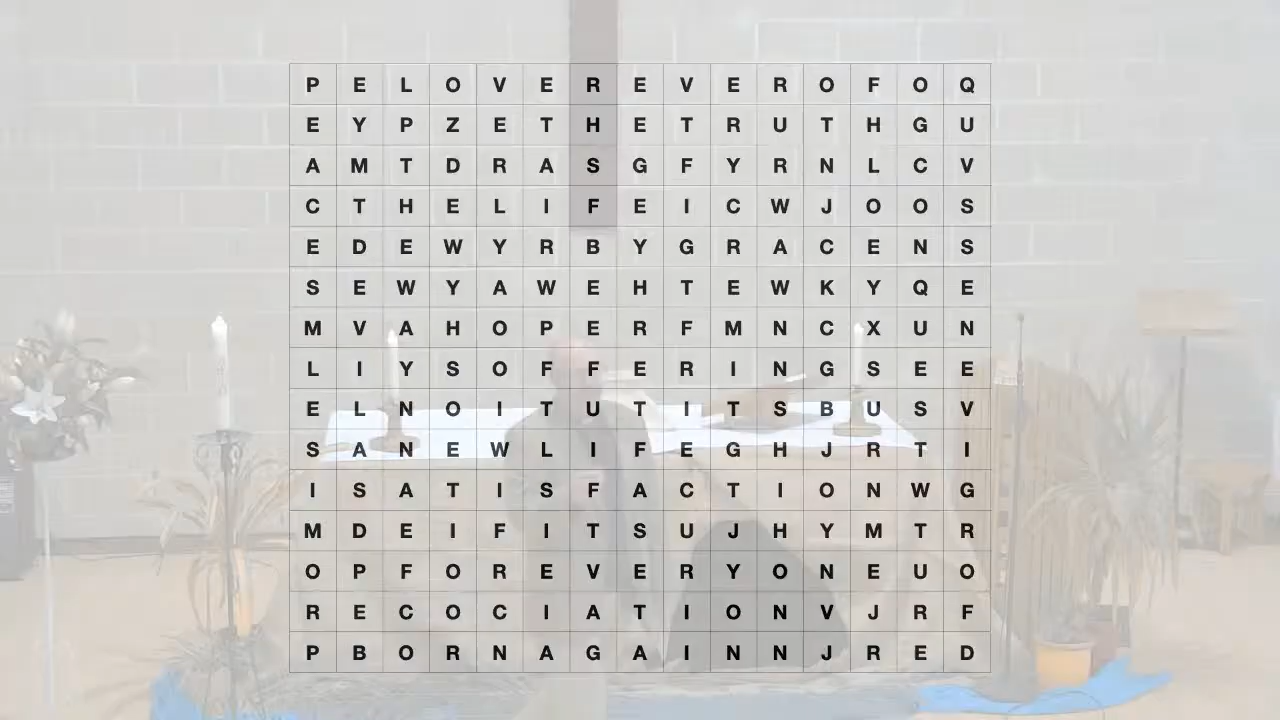 P E L O V E R E V E R O F O Q
E Y P Z E T H E T R U T H G U
A M T D R A S G F Y R N L C V
C T H E L I F E I C W J O O S
E D E W Y R B Y G R A C E N S
S E W Y A W E H T E W K Y Q E
M V A H O P E R F M N C X U N
L I Y S O F F E R I N G S E E
E L N O I T U T I T S B U S V
S A N E W L I F E G H J R T I
I S A T I S F A C T I O N W G
M D E I F I T S U J H Y M T R
O P F O R E V E R Y O N E U O
R E C O C I A T I O N V J R F
P B O R N A G A I N N J R E D